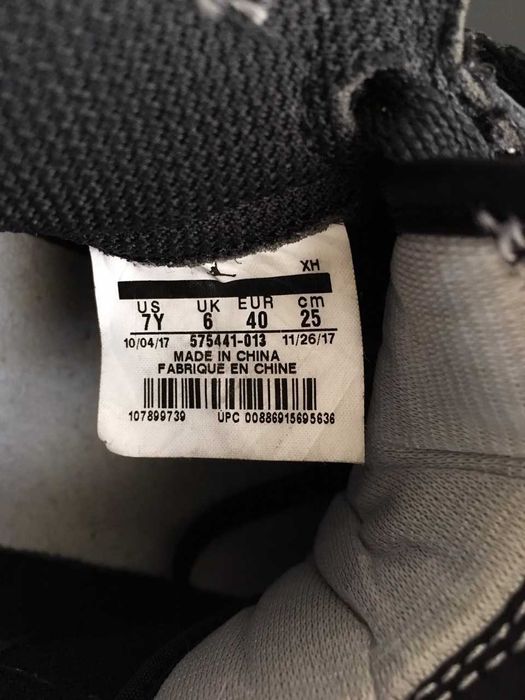 XH
US UK EUR cm
7Y 6 40 25
10/04/17 575441-013 11/26/17
MADE IN CHINA
FABRIQUE EN CHINE
107899739 UPC 00886915695636